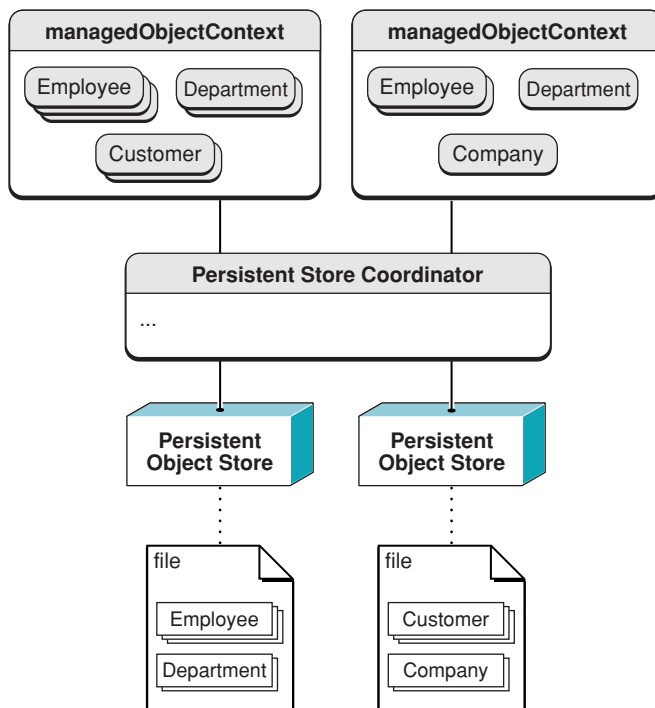 managedObjectContext
Employee
Department
Customer
managedObjectContext
Employee
Department
Company
Persistent Store Coordinator
...
Persistent
Object Store
Persistent
Object Store
file
Employee
Department
file
Customer
Company